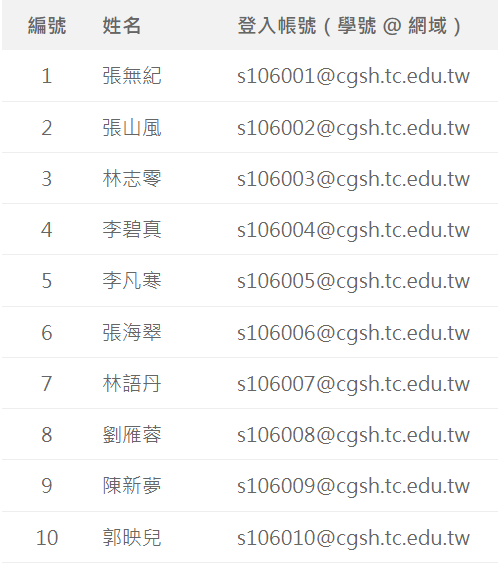 編號 姓名 登入帳號 ( 學號 @ 網域 )
1 張無紀 s106001@cgsh.tc.edu.tw
2 張山風 s106002@cgsh.tc.edu.tw
3 林志零 s106003@cgsh.tc.edu.tw
4 李碧真 s106004@cgsh.tc.edu.tw
5 李凡寒 s106005@cgsh.tc.edu.tw
6 張海翠 s106006@cgsh.tc.edu.tw
7 林語丹 s106007@cgsh.tc.edu.tw
8 劉雁蓉 s106008@cgsh.tc.edu.tw
9 陳新夢 s106009@cgsh.tc.edu.tw
10 郭映兒 s106010@cgsh.tc.edu.tw